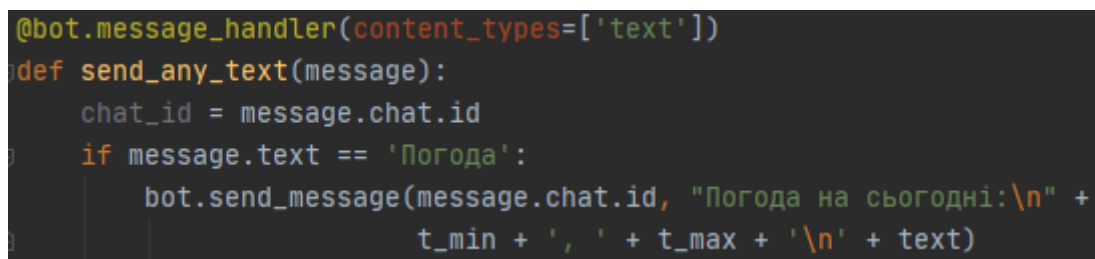 @bot.message_handler(content_types=['text'])
def send_any_text(message):
    chat_id = message.chat.id
    if message.text == 'Погода':
        bot.send_message(message.chat.id, "Погода на сьогодні:\n" +
                         t_min + ', ' + t_max + '\n' + text)